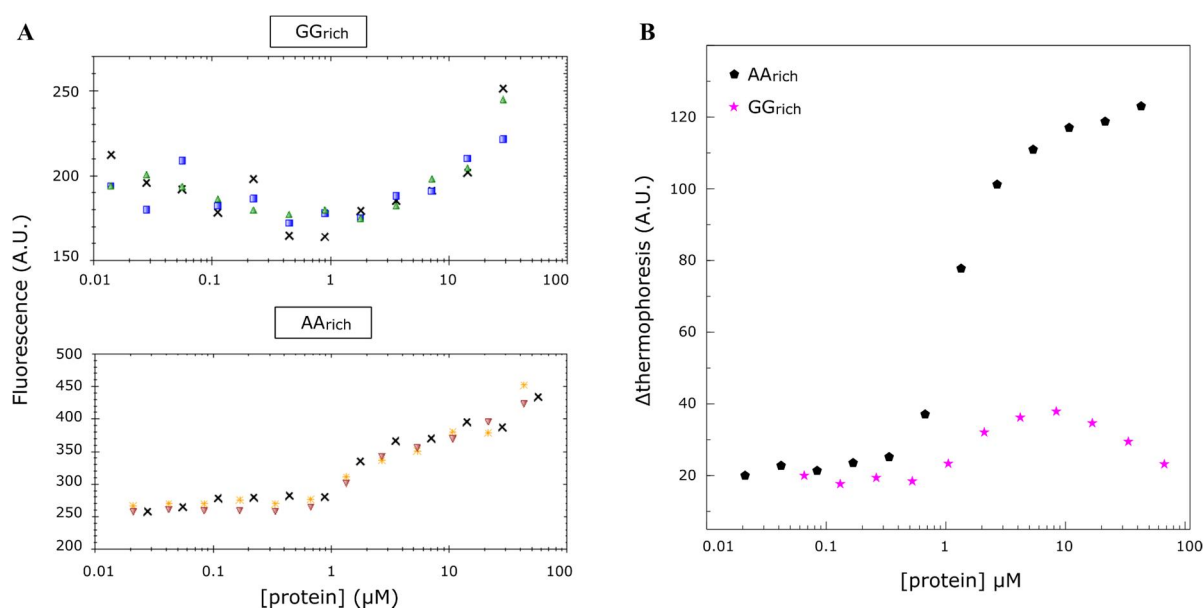 A
GGrich
250
200
150
0.01 0.1 1 10 100
AArich
500
450
400
350
300
250
200
0.01 0.1 1 10 100
Fluorescence (A.U.)
[protein] (µM)
B
AArich
GGrich
120
100
80
60
40
20
0.01 0.1 1 10 100
Δthermophoresis (A.U.)
[protein] µM